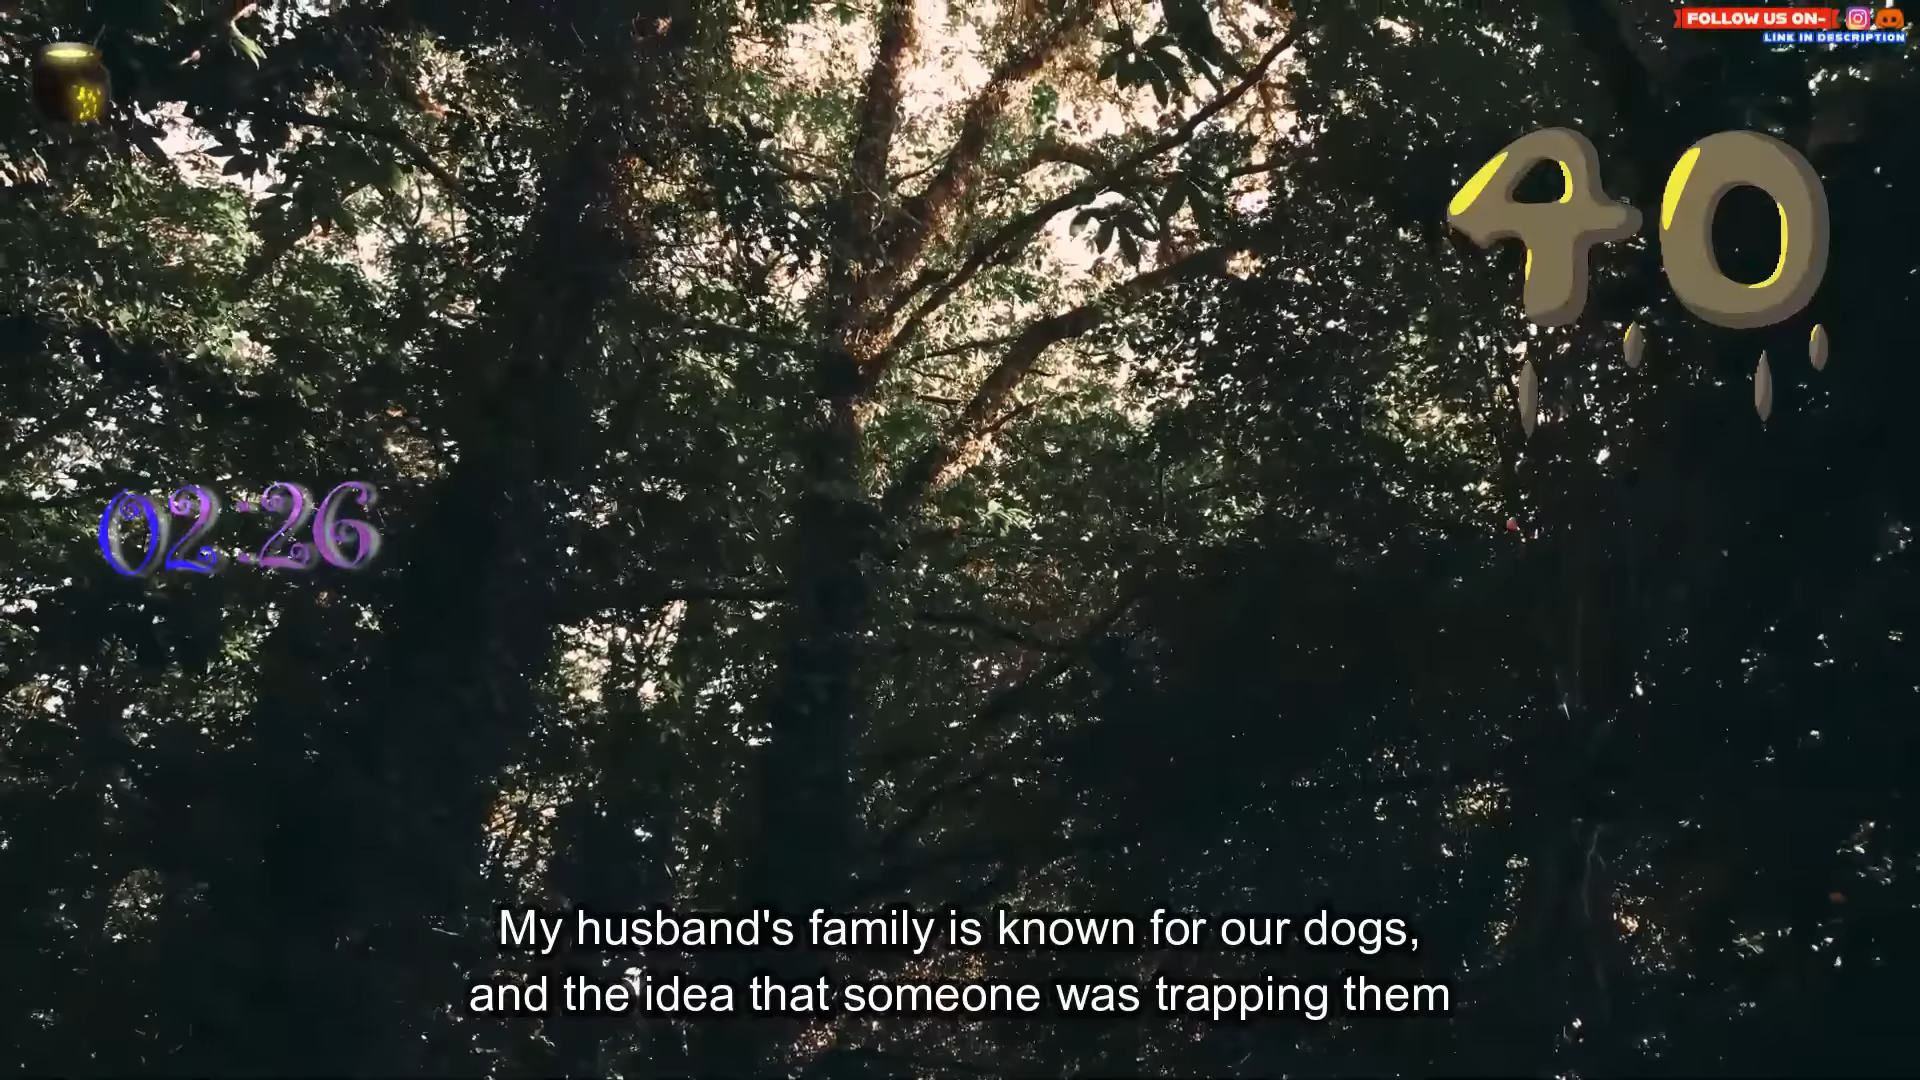 FOLLOW US ON-
LINK IN DESCRIPTION
40
02:26
My husband's family is known for our dogs,
and the idea that someone was trapping them